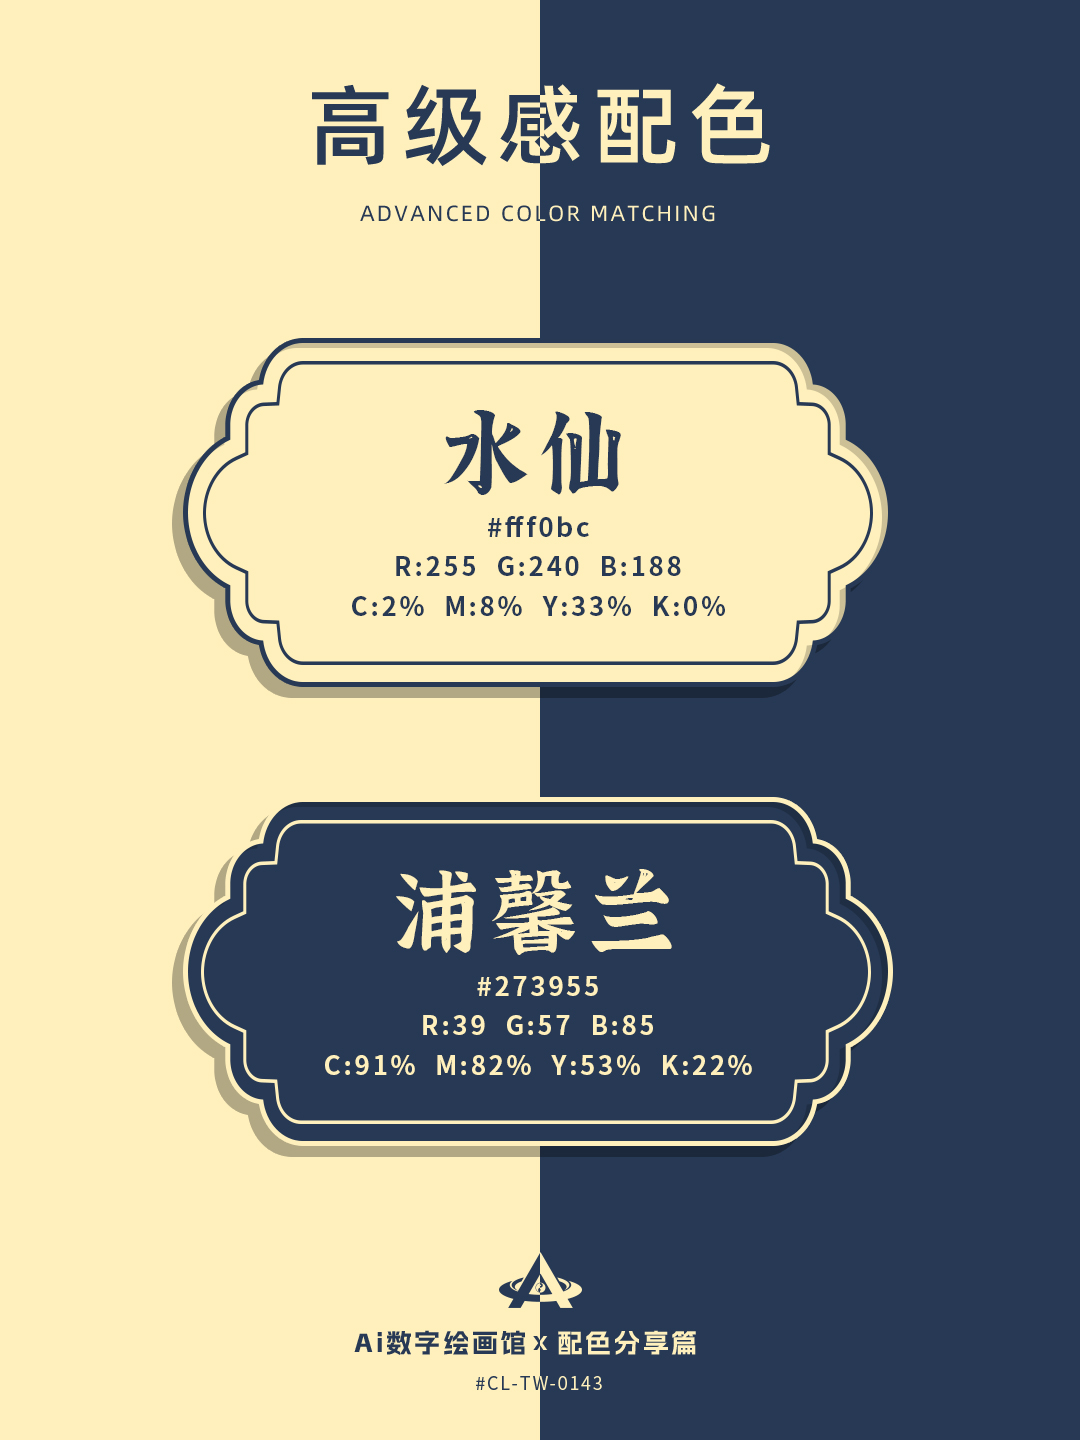 高级感配色
ADVANCED COLOR MATCHING
水仙
#fff0bc
R:255 G:240 B:188
C:2% M:8% Y:33% K:0%
浦馨兰
#273955
R:39 G:57 B:85
C:91% M:82% Y:53% K:22%
Ai数字绘画馆 x 配色分享篇
#CL-TW-0143